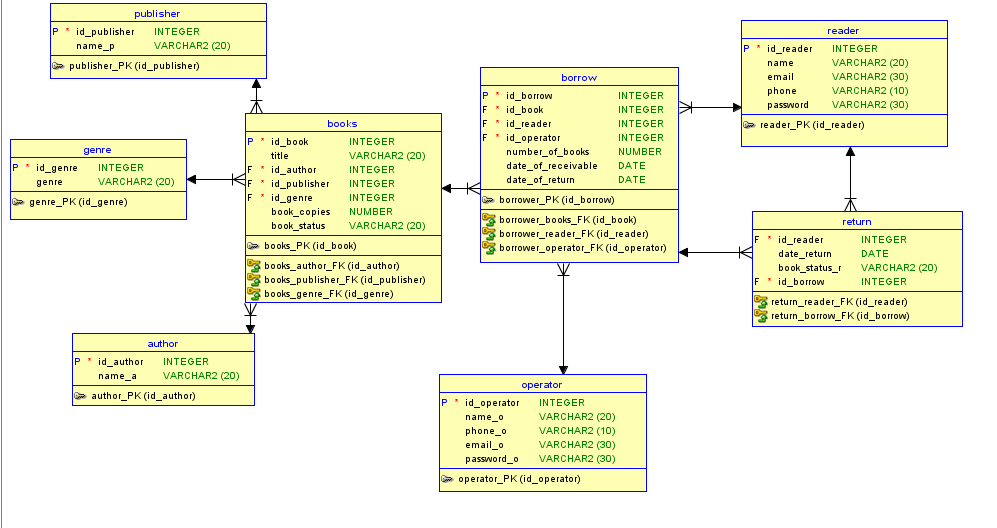 publisher
P * id_publisher INTEGER
name_p VARCHAR2 (20)
publisher_PK (id_publisher)
genre
P * id_genre INTEGER
genre VARCHAR2 (20)
genre_PK (id_genre)
books
P * id_book INTEGER
title VARCHAR2 (20)
F * id_author INTEGER
F * id_publisher INTEGER
F * id_genre INTEGER
book_copies NUMBER
book_status VARCHAR2 (20)
books_PK (id_book)
books_author_FK (id_author)
books_publisher_FK (id_publisher)
books_genre_FK (id_genre)
author
P * id_author INTEGER
name_a VARCHAR2 (20)
author_PK (id_author)
borrow
P * id_borrow INTEGER
F * id_book INTEGER
F * id_reader INTEGER
F * id_operator INTEGER
number_of_books NUMBER
date_of_receivable DATE
date_of_return DATE
borrower_PK (id_borrow)
borrower_books_FK (id_book)
borrower_reader_FK (id_reader)
borrower_operator_FK (id_operator)
operator
P * id_operator INTEGER
name_o VARCHAR2 (20)
phone_o VARCHAR2 (10)
email_o VARCHAR2 (30)
password_o VARCHAR2 (30)
operator_PK (id_operator)
reader
P * id_reader INTEGER
name VARCHAR2 (20)
email VARCHAR2 (30)
phone VARCHAR2 (10)
password VARCHAR2 (30)
reader_PK (id_reader)
return
F * id_reader INTEGER
date_return DATE
book_status_r VARCHAR2 (20)
F * id_borrow INTEGER
return_reader_FK (id_reader)
return_borrow_FK (id_borrow)